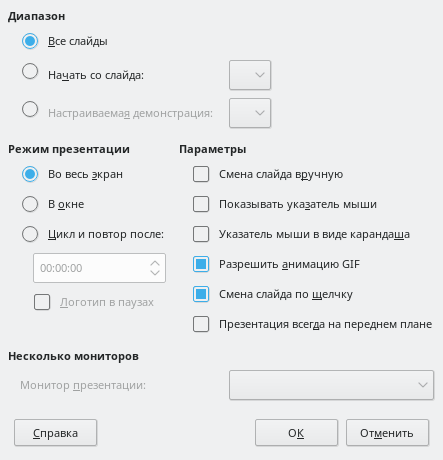 Диапазон
Все слайды
Начать со слайда:
Настраиваемая демонстрация:
Режим презентации
Параметры
Во весь экран
Смена слайда вручную
В окне
Показывать указатель мыши
Цикл и повтор после:
Указатель мыши в виде карандаша
00:00:00
Разрешить анимацию GIF
Логотип в паузах
Смена слайда по щелчку
Презентация всегда на переднем плане
Несколько мониторов
Монитор презентации:
Справка
ОК
Отменить